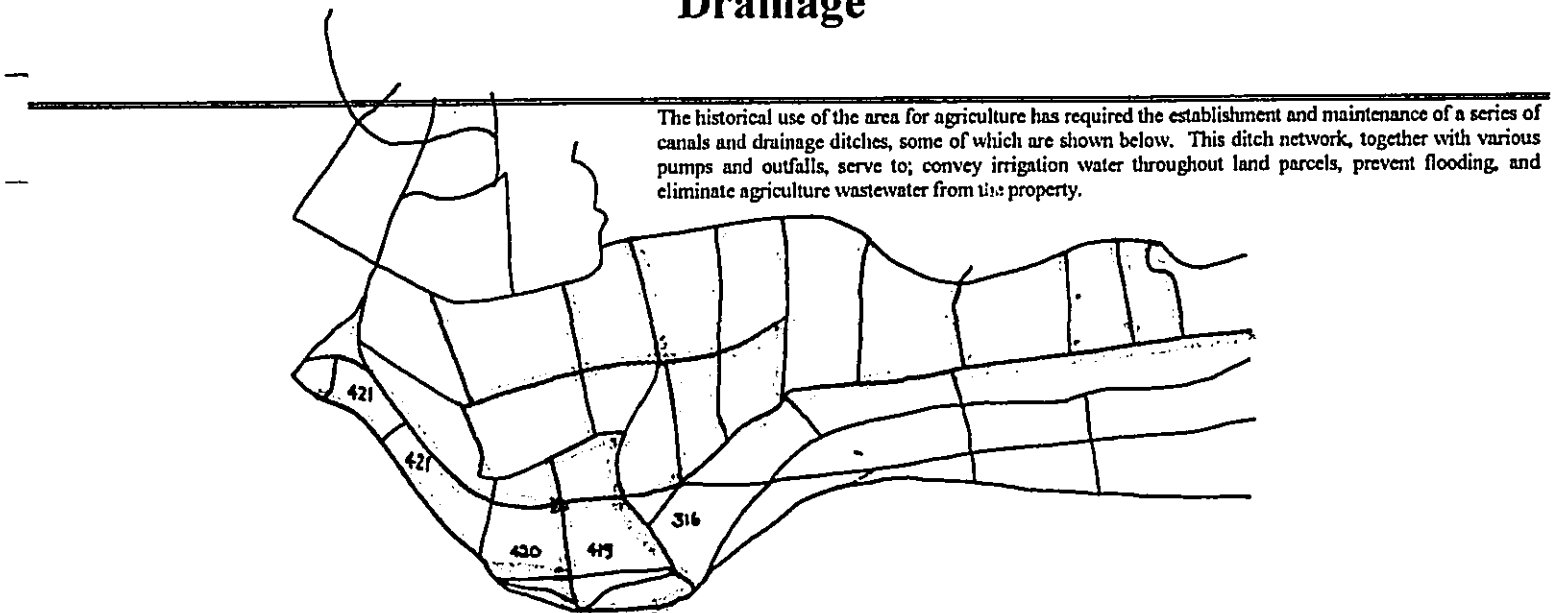 Drainage
The historical use of the area for agriculture has required the establishment and maintenance of a series of
canals and drainage ditches, some of which are shown below. This ditch network, together with various
pumps and outfalls, serve to; convey irrigation water throughout land parcels, prevent flooding, and
eliminate agriculture wastewater from the property.
421
421
316
420 419